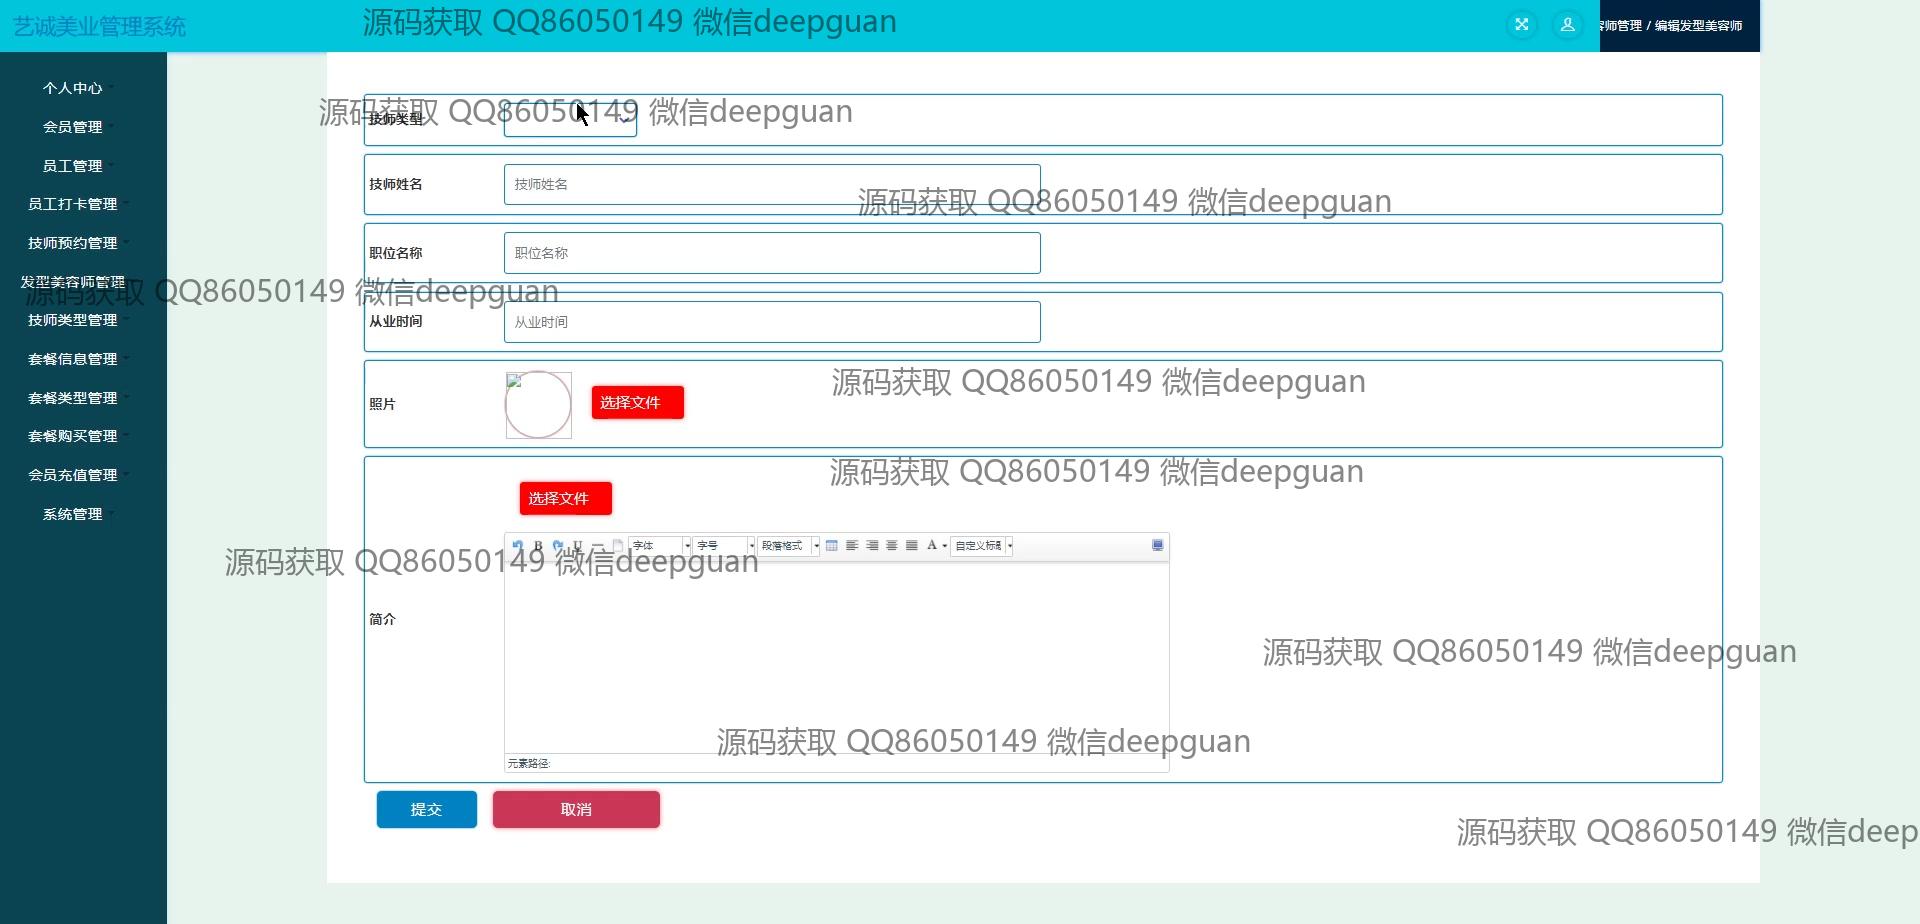 艺诚美业管理系统
源码获取 QQ86050149 微信deepguan
容师管理 / 编辑发型美容师
个人中心
会员管理
员工管理
员工打卡管理
技师预约管理
发型美容师管理
技师类型管理
套餐信息管理
套餐类型管理
套餐购买管理
会员充值管理
系统管理
源码获取 QQ86050149 微信deepguan
技师类型
技师姓名
技师姓名
源码获取 QQ86050149 微信deepguan
职位名称
职位名称
源码获取 QQ86050149 微信deepguan
从业时间
从业时间
照片
选择文件
源码获取 QQ86050149 微信deepguan
源码获取 QQ86050149 微信deepguan
选择文件
B U 字体 字号 段落格式 A 自定义标题
源码获取 QQ86050149 微信deepguan
简介
源码获取 QQ86050149 微信deepguan
源码获取 QQ86050149 微信deepguan
元素路径:
提交
取消
源码获取 QQ86050149 微信deep